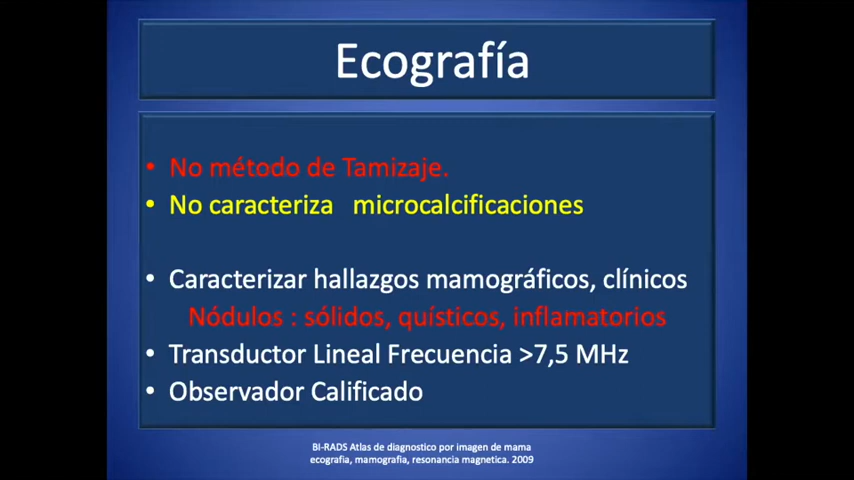 Ecografía
• No método de Tamizaje.
• No caracteriza microcalcificaciones
• Caracterizar hallazgos mamográficos, clínicos
Nódulos : sólidos, quísticos, inflamatorios
• Transductor Lineal Frecuencia >7,5 MHz
• Observador Calificado
BI-RADS Atlas de diagnostico por imagen de mama
ecografia, mamografia, resonancia magnetica. 2009